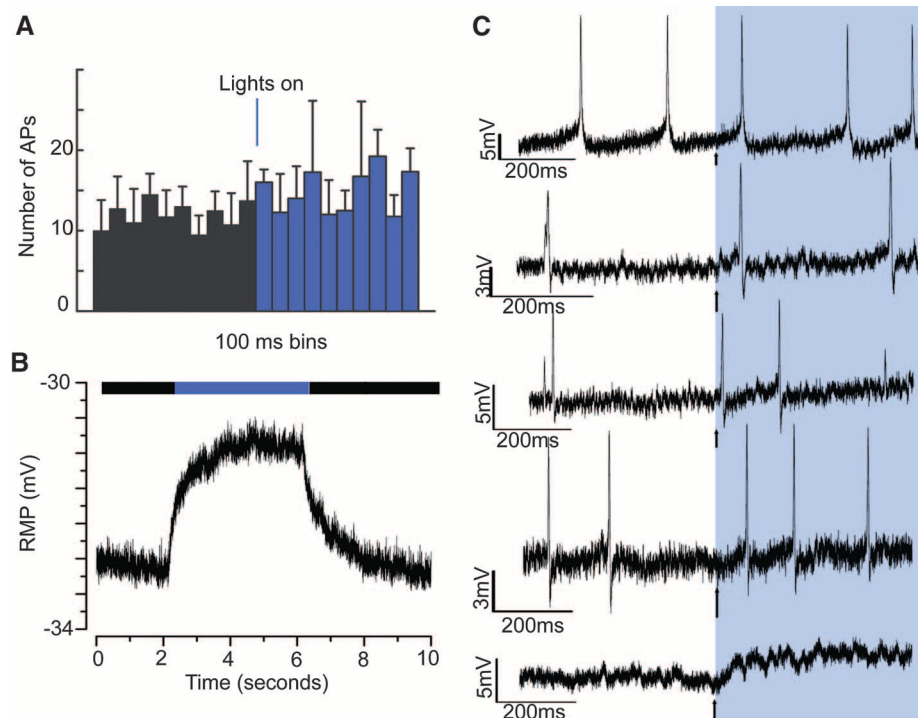 A
Lights on
Number of APs
20
10
0
100 ms bins
B
-30
RMP (mV)
-34
0 2 4 6 8 10
Time (seconds)
C
5mV
200ms
3mV
200ms
5mV
200ms
3mV
200ms
5mV
200ms